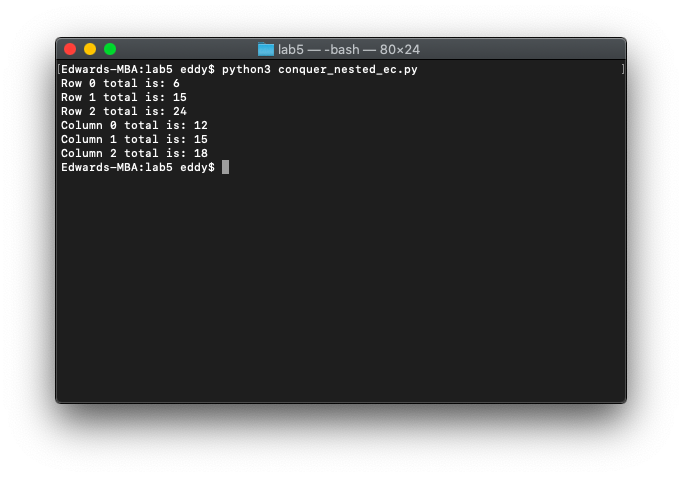 lab5 — -bash — 80×24
[Edwards-MBA:lab5 eddy$ python3 conquer_nested_ec.py ]
Row 0 total is: 6
Row 1 total is: 15
Row 2 total is: 24
Column 0 total is: 12
Column 1 total is: 15
Column 2 total is: 18
Edwards-MBA:lab5 eddy$